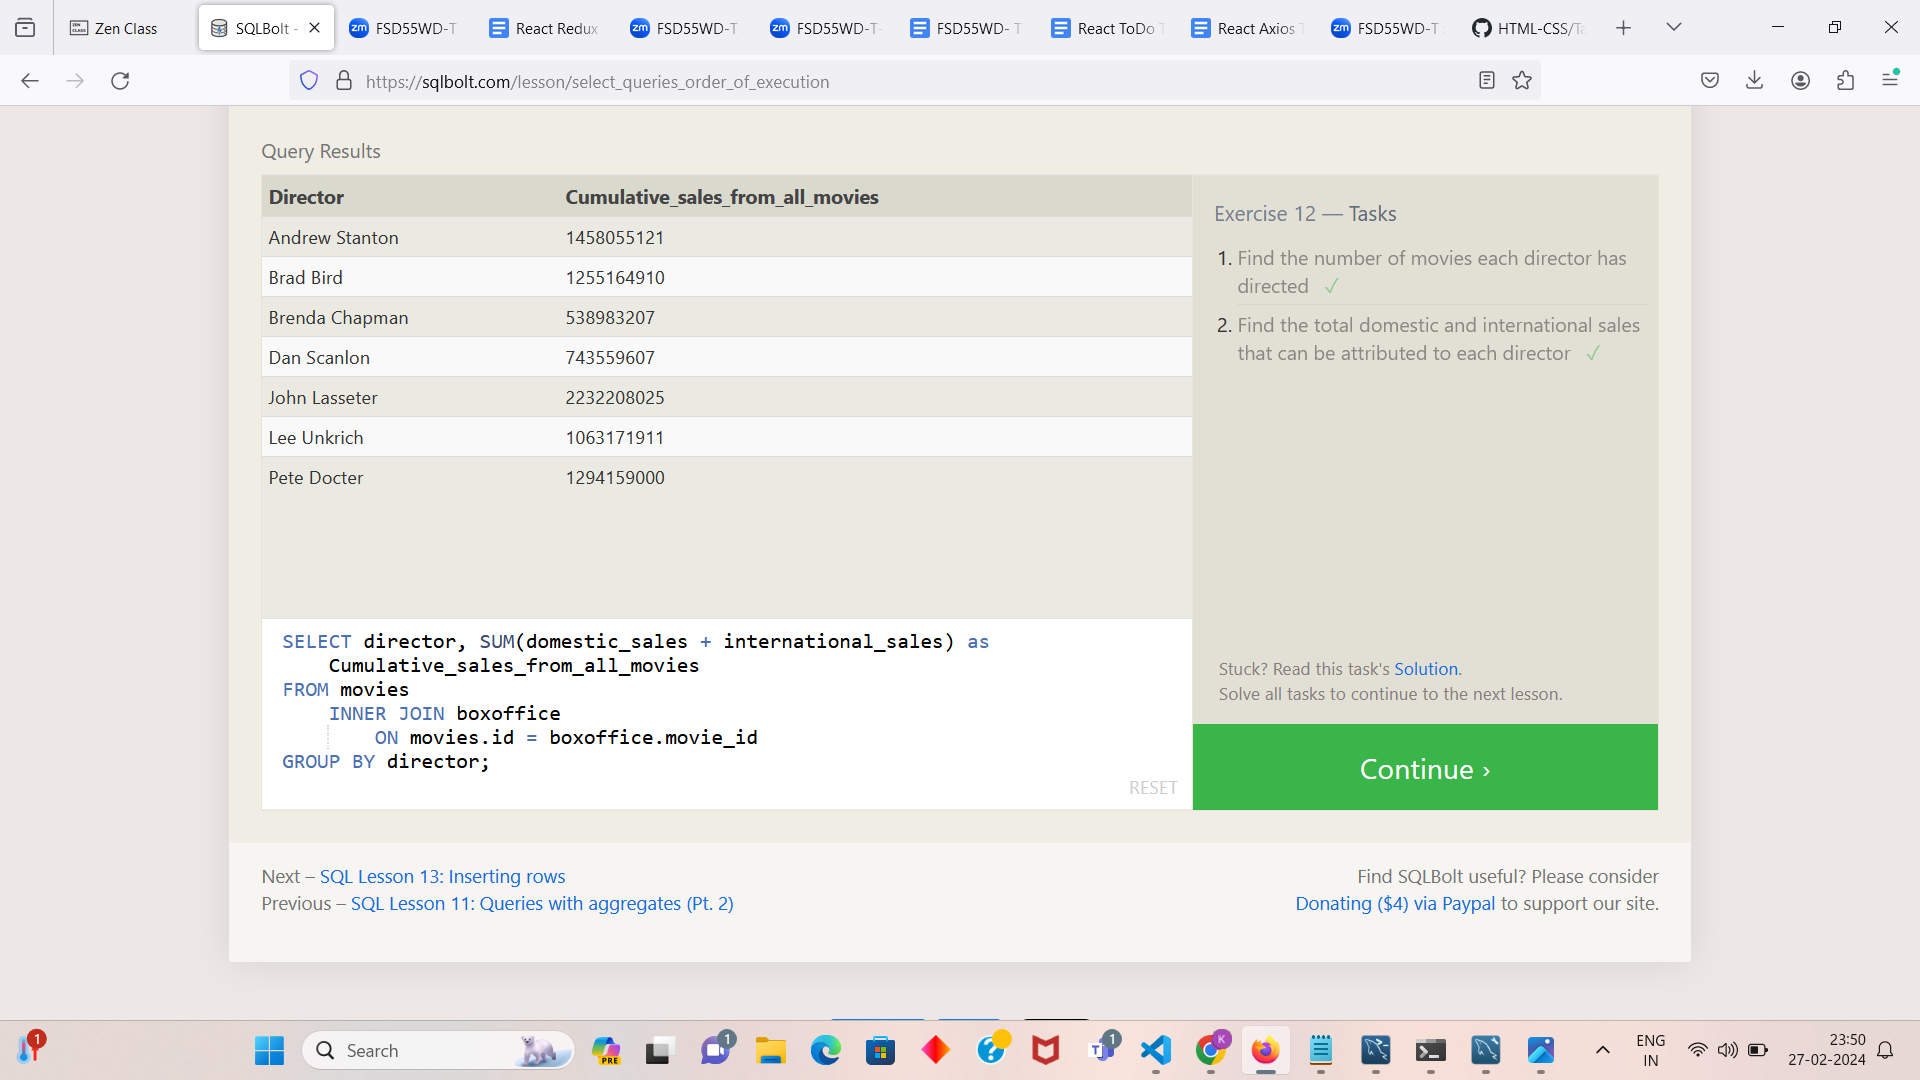 Zen Class
SQLBolt -
FSD55WD-T
React Redux
FSD55WD-T
FSD55WD-T-
FSD55WD- T
React ToDo T
React Axios T
FSD55WD-T
HTML-CSS/Ta
https://sqlbolt.com/lesson/select_queries_order_of_execution
Query Results
Director Cumulative_sales_from_all_movies
Andrew Stanton 1458055121
Brad Bird 1255164910
Brenda Chapman 538983207
Dan Scanlon 743559607
John Lasseter 2232208025
Lee Unkrich 1063171911
Pete Docter 1294159000
SELECT director, SUM(domestic_sales + international_sales) as
Cumulative_sales_from_all_movies
FROM movies
INNER JOIN boxoffice
ON movies.id = boxoffice.movie_id
GROUP BY director;
RESET
Exercise 12 — Tasks
1. Find the number of movies each director has
directed ✓
2. Find the total domestic and international sales
that can be attributed to each director ✓
Stuck? Read this task's Solution.
Solve all tasks to continue to the next lesson.
Continue ›
Next – SQL Lesson 13: Inserting rows
Previous – SQL Lesson 11: Queries with aggregates (Pt. 2)
Find SQLBolt useful? Please consider
Donating ($4) via Paypal to support our site.
1
Search
PRE
1
1
K
ENG
IN
23:50
27-02-2024